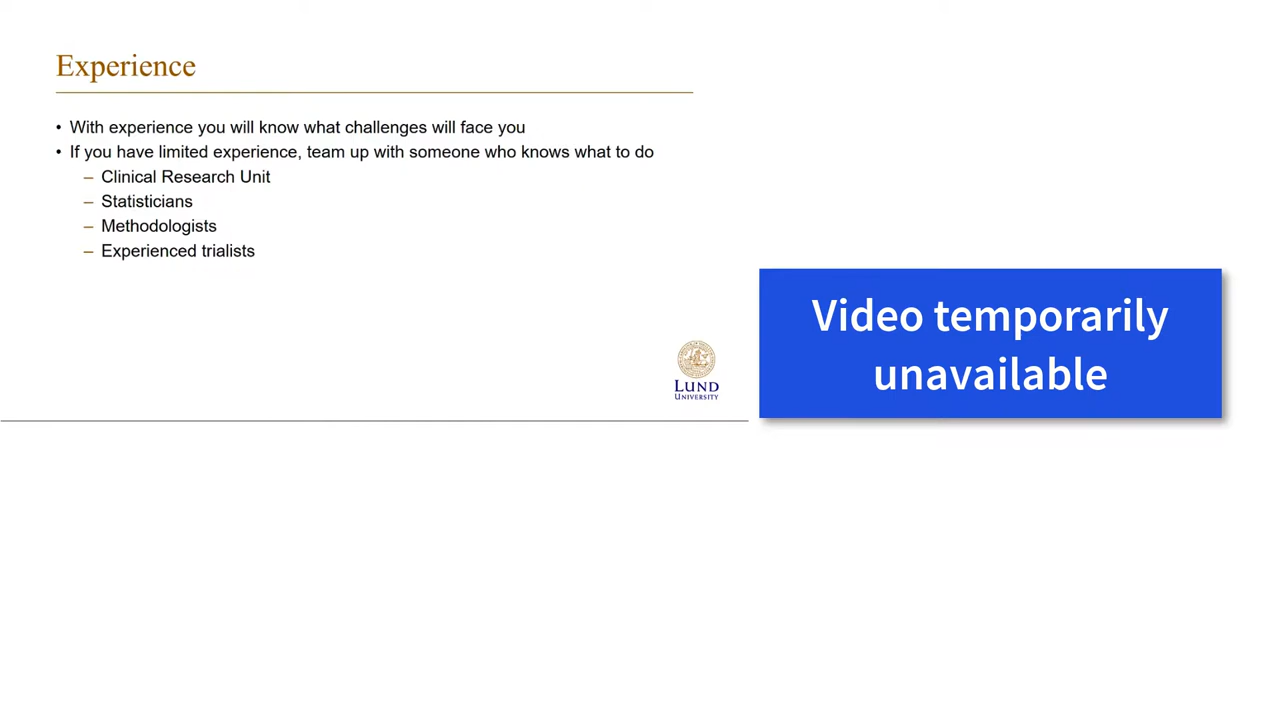 Experience
• With experience you will know what challenges will face you
• If you have limited experience, team up with someone who knows what to do
– Clinical Research Unit
– Statisticians
– Methodologists
– Experienced trialists
Video temporarily
unavailable
LUND
UNIVERSITY